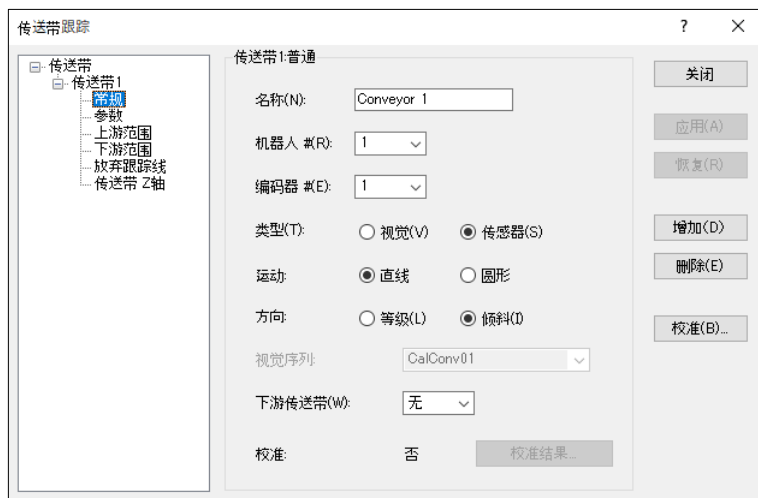 传送带跟踪
? ×
传送带
传送带1
常规
参数
上游范围
下游范围
放弃跟踪线
传送带 Z轴
传送带1:普通
名称(N): Conveyor 1
机器人 #(R): 1
编码器 #(E): 1
类型(T): 视觉(V) 传感器(S)
运动: 直线 圆形
方向: 等级(L) 倾斜(I)
视觉序列: CalConv01
下游传送带(W): 无
校准: 否 校准结果...
关闭
应用(A)
恢复(R)
增加(D)
删除(E)
校准(B)...